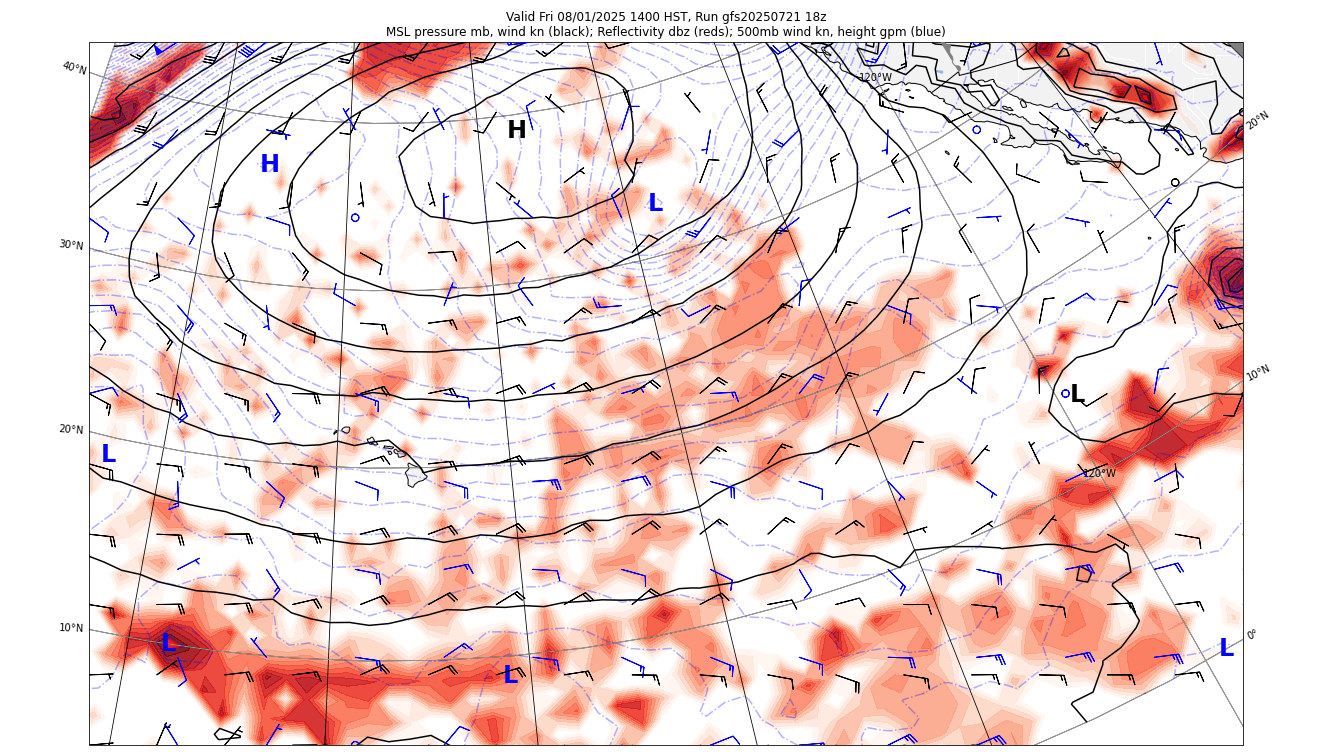 Valid Fri 08/01/2025 1400 HST, Run gfs20250721 18z
MSL pressure mb, wind kn (black); Reflectivity dbz (reds); 500mb wind kn, height gpm (blue)
40°N
120°W
20°N
H
H
L
30°N
10°N
L
20°N
L
120°W
10°N
0°
L
L
L